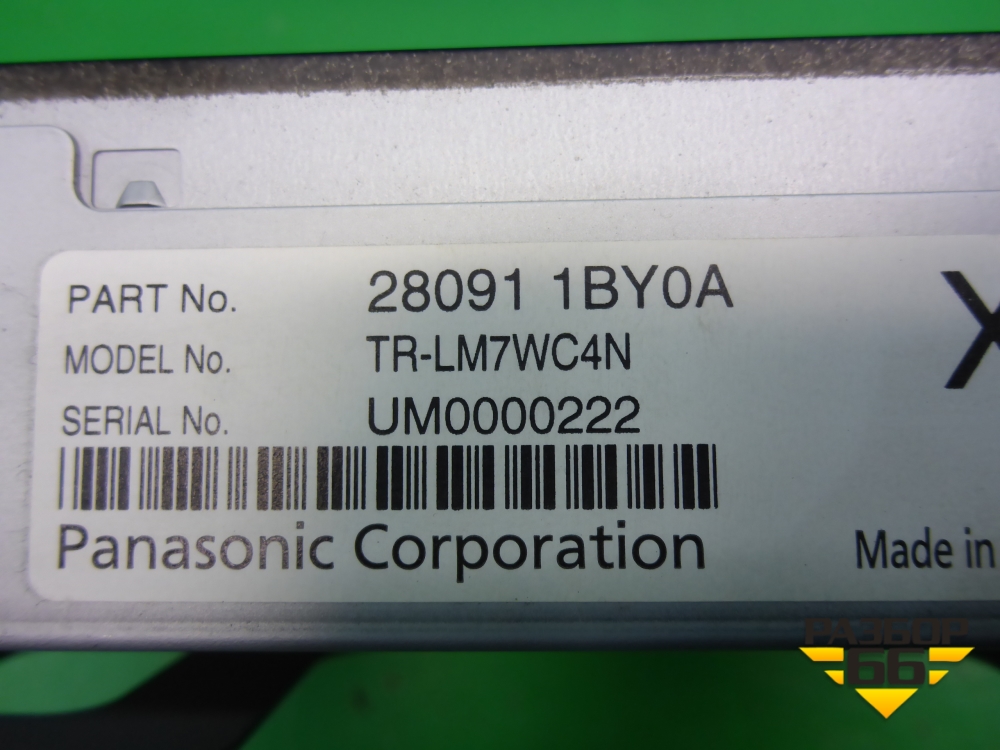 PART No. 28091 1BY0A
MODEL No. TR-LM7WC4N
SERIAL No. UM0000222
X
Panasonic Corporation
Made in
РАЗБОР
66